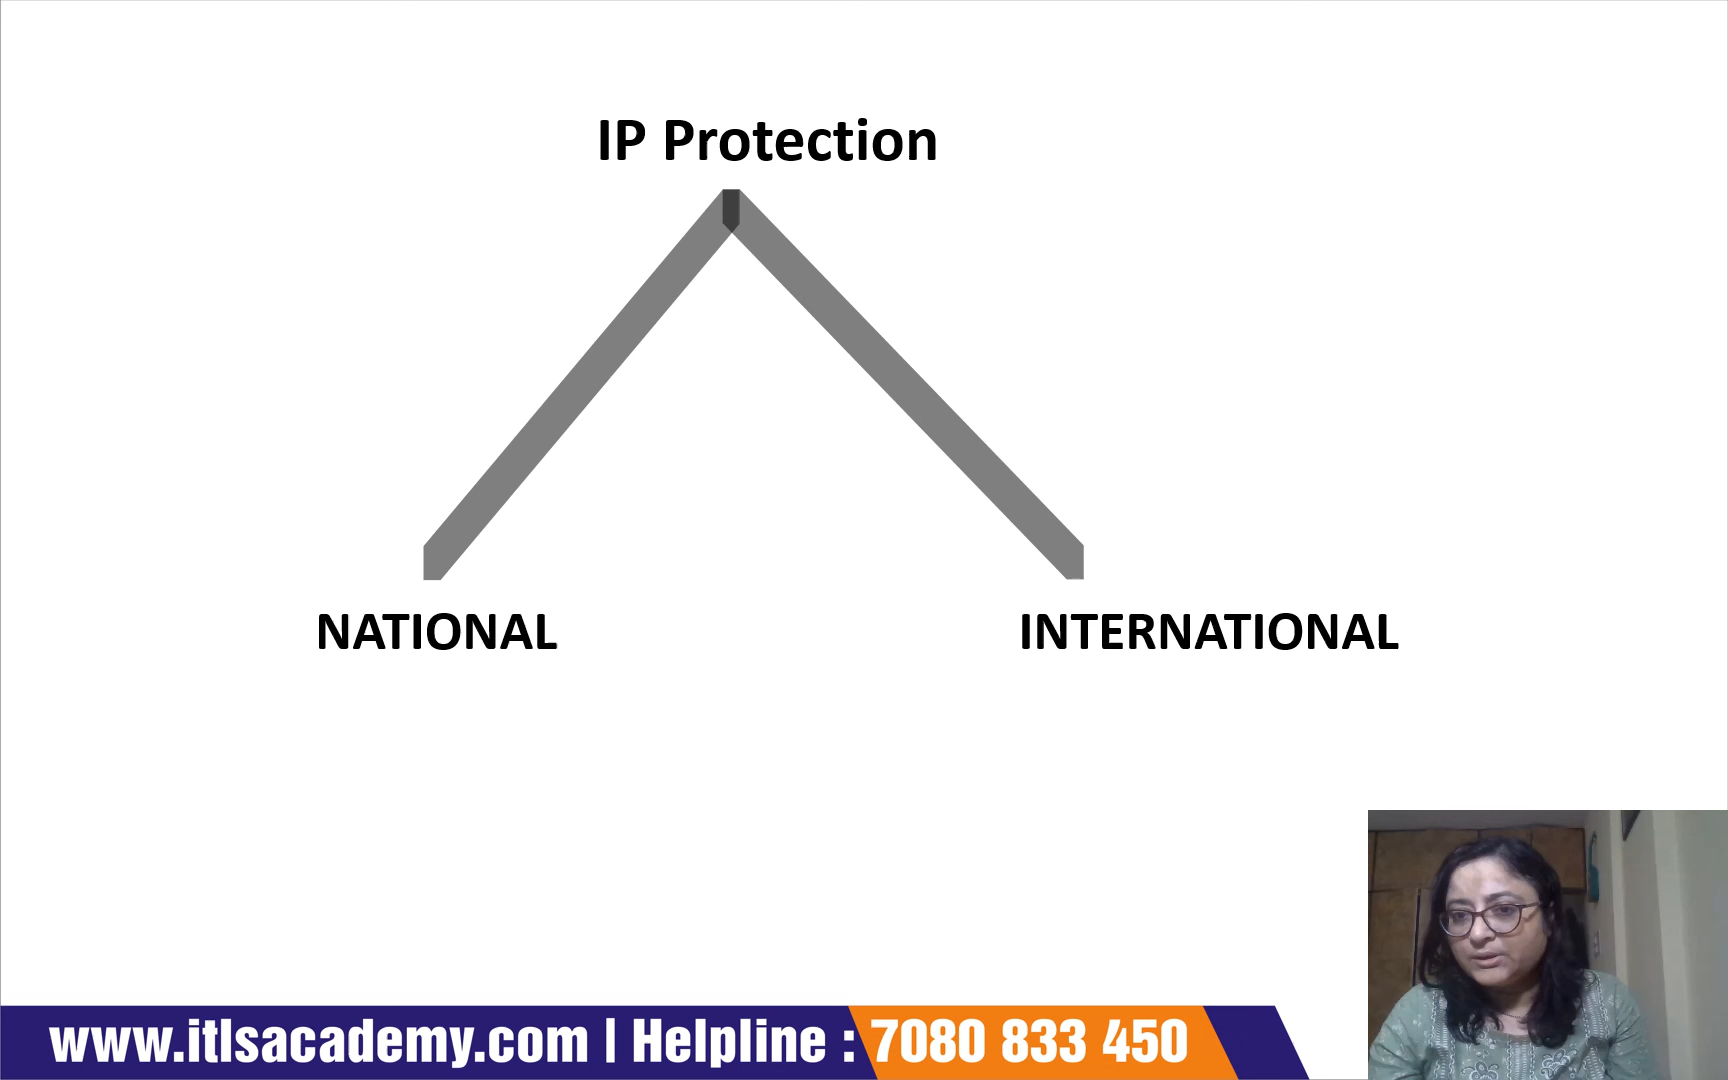 IP Protection
NATIONAL
INTERNATIONAL
www.itlsacademy.com | Helpline : 7080 833 450